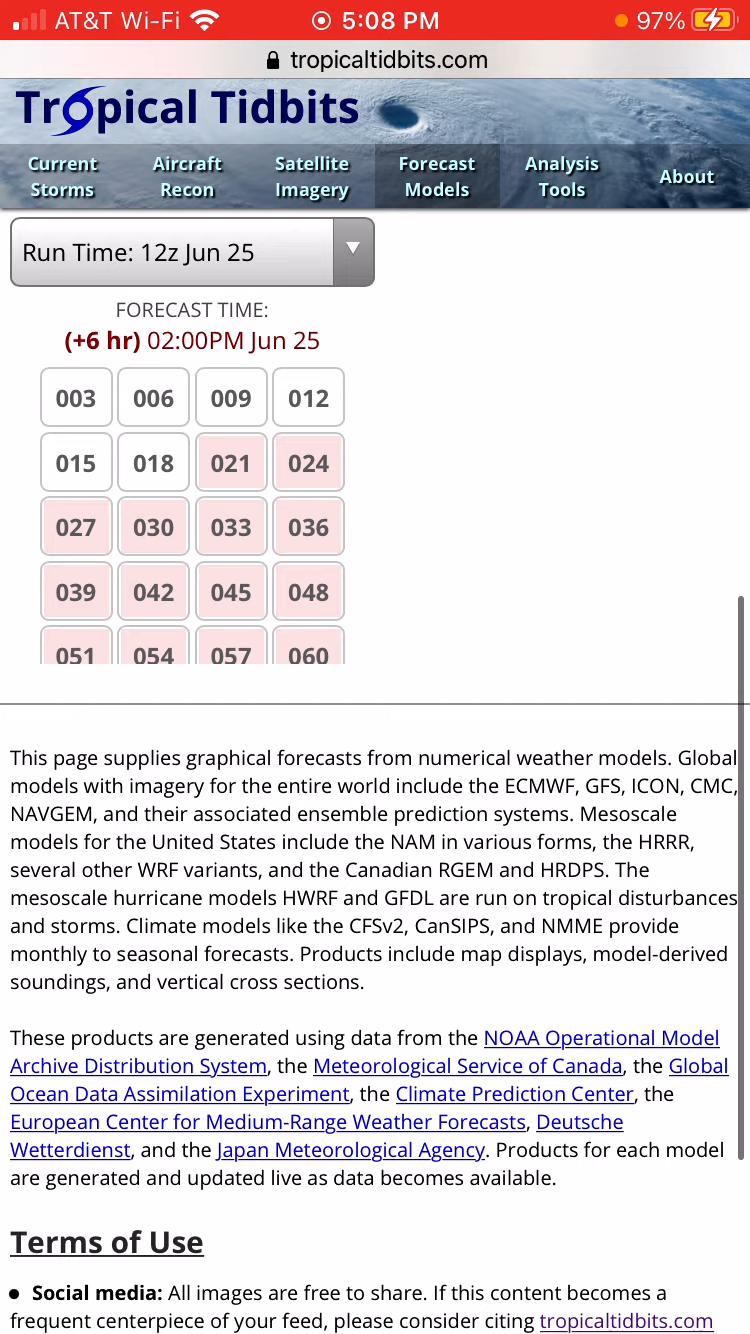 AT&T Wi-Fi 5:08 PM 97%
tropicaltidbits.com
Tropical Tidbits
Current Storms Aircraft Recon Satellite Imagery Forecast Models Analysis Tools About
Run Time: 12z Jun 25
FORECAST TIME:
(+6 hr) 02:00PM Jun 25
003 006 009 012
015 018 021 024
027 030 033 036
039 042 045 048
051 054 057 060
This page supplies graphical forecasts from numerical weather models. Global
models with imagery for the entire world include the ECMWF, GFS, ICON, CMC,
NAVGEM, and their associated ensemble prediction systems. Mesoscale
models for the United States include the NAM in various forms, the HRRR,
several other WRF variants, and the Canadian RGEM and HRDPS. The
mesoscale hurricane models HWRF and GFDL are run on tropical disturbances
and storms. Climate models like the CFSv2, CanSIPS, and NMME provide
monthly to seasonal forecasts. Products include map displays, model-derived
soundings, and vertical cross sections.
These products are generated using data from the NOAA Operational Model
Archive Distribution System, the Meteorological Service of Canada, the Global
Ocean Data Assimilation Experiment, the Climate Prediction Center, the
European Center for Medium-Range Weather Forecasts, Deutsche
Wetterdienst, and the Japan Meteorological Agency. Products for each model
are generated and updated live as data becomes available.
Terms of Use
• Social media: All images are free to share. If this content becomes a
frequent centerpiece of your feed, please consider citing tropicaltidbits.com